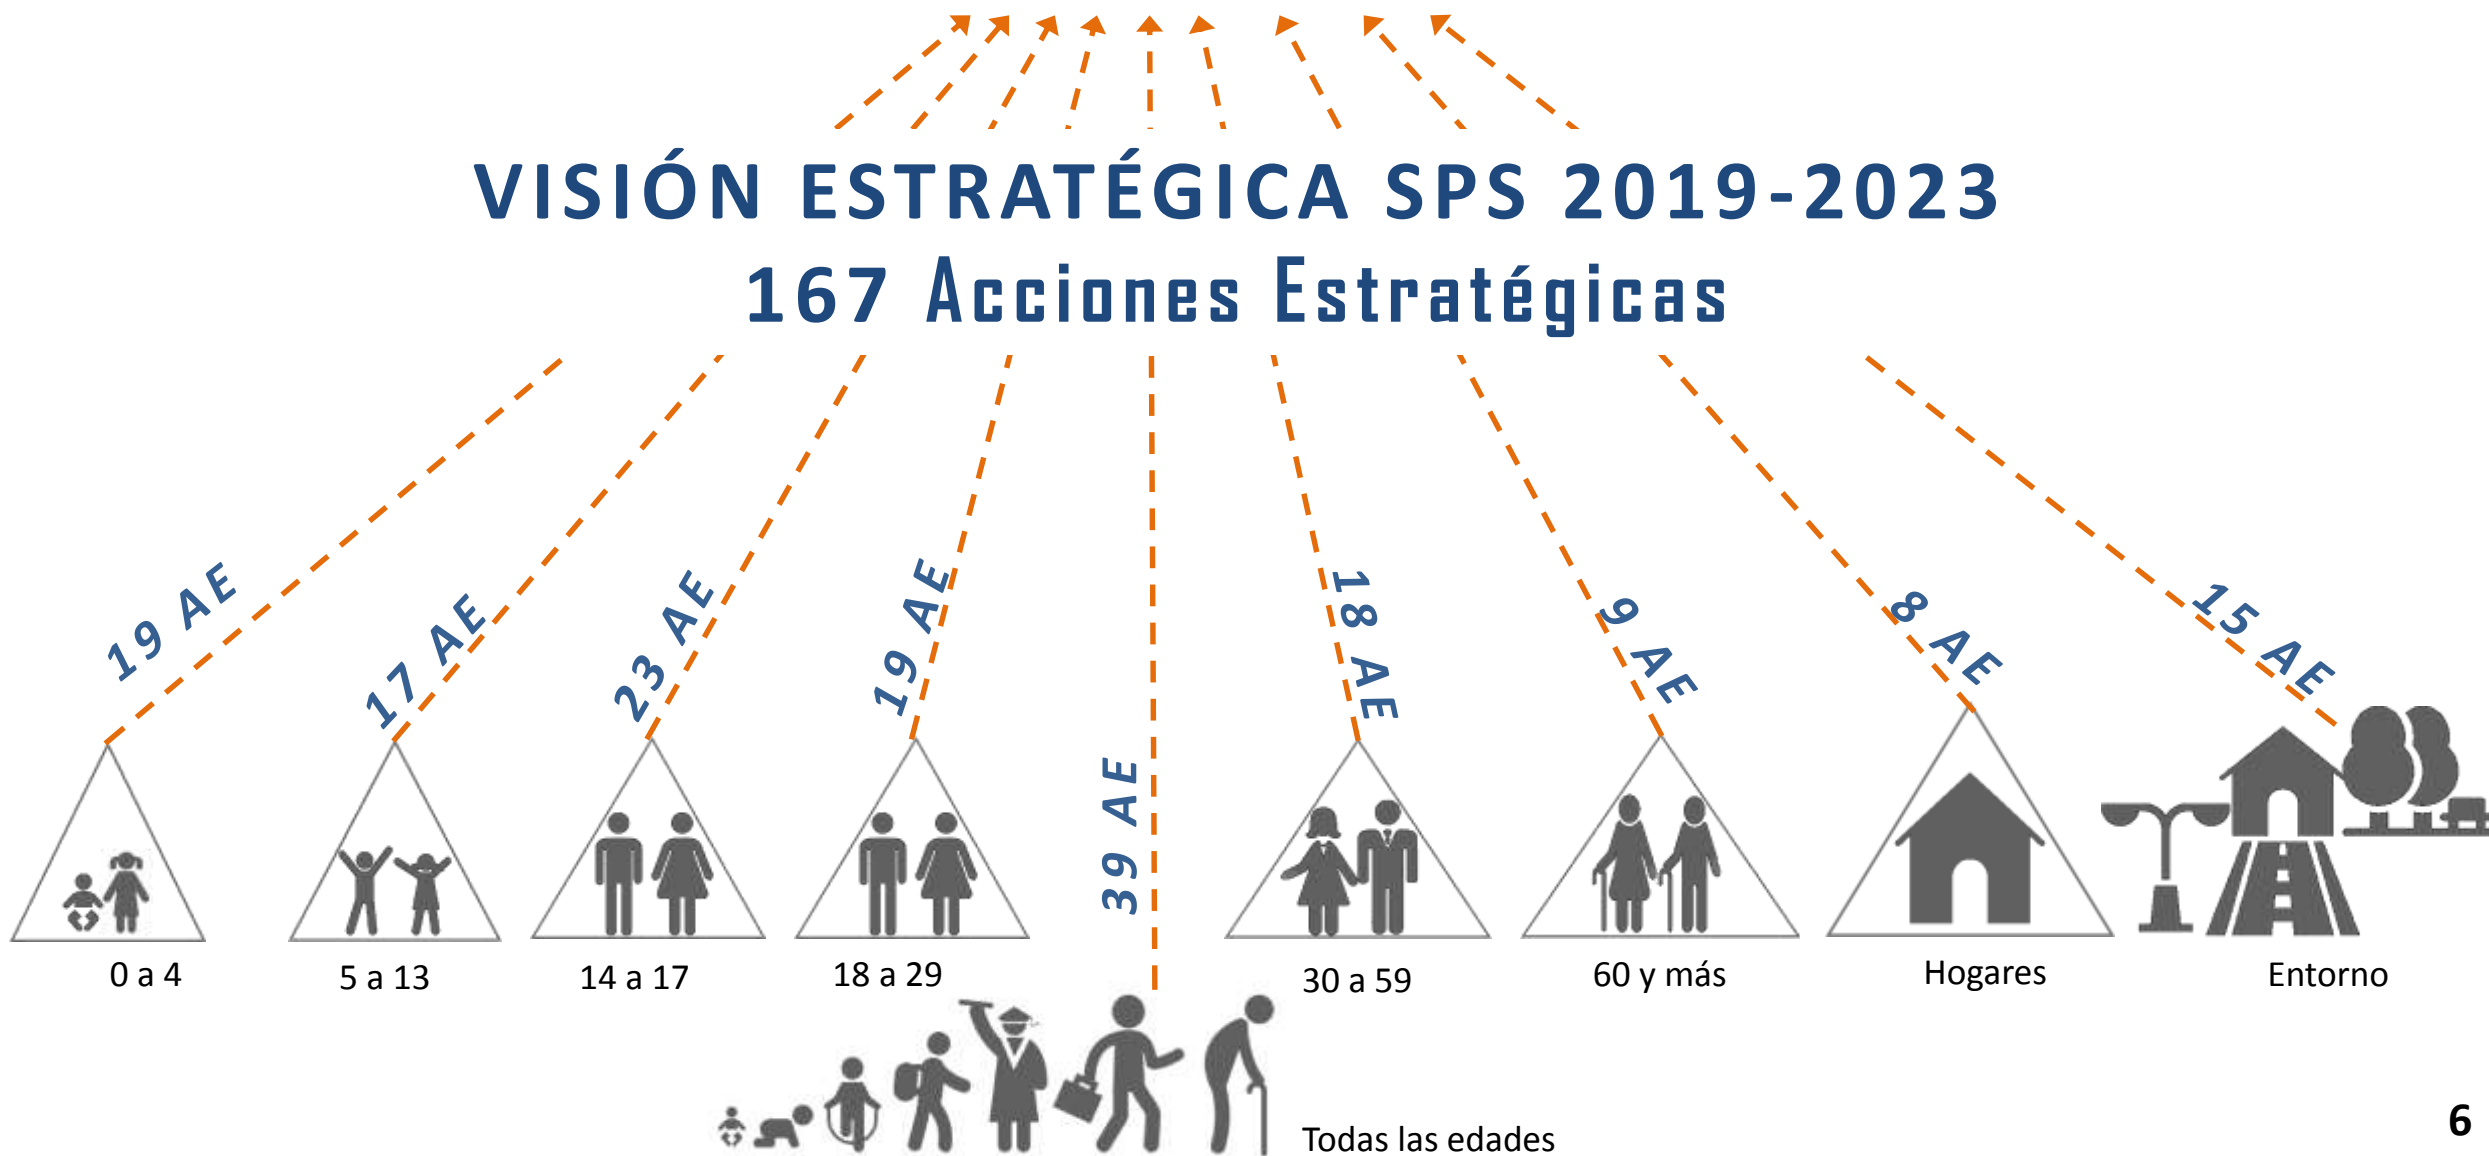 VISIÓN ESTRATÉGICA SPS 2019-2023
167 Acciones Estratégicas
19 AE
17 AE
23 AE
19 AE
39 AE
18 AE
9 AE
8 AE
15 AE
0 a 4
5 a 13
14 a 17
18 a 29
30 a 59
60 y más
Hogares
Entorno
Todas las edades
6